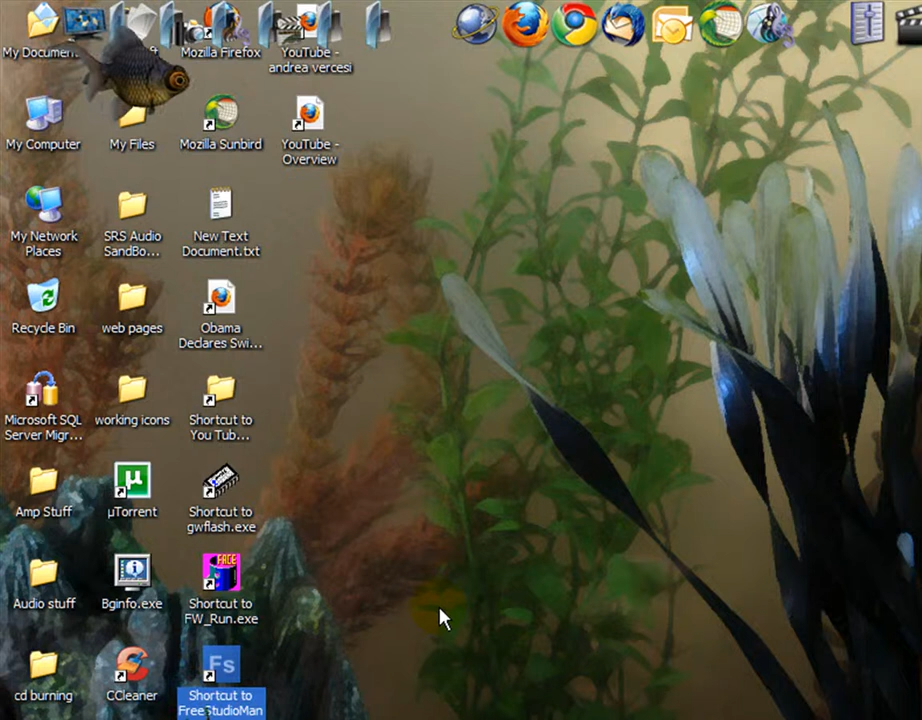 My Documen...
Mozilla Firefox
YouTube -
andrea vercesi
My Computer
My Files
Mozilla Sunbird
YouTube -
Overview
My Network
Places
SRS Audio
SandBo...
New Text
Document.txt
Recycle Bin
web pages
Obama
Declares Swi...
Microsoft SQL
Server Migr...
working icons
Shortcut to
You Tub...
Amp Stuff
µTorrent
Shortcut to
gwflash.exe
FACE
Audio stuff
Bginfo.exe
Shortcut to
FW_Run.exe
Fs
cd burning
CCleaner
Shortcut to
FreeStudioMan